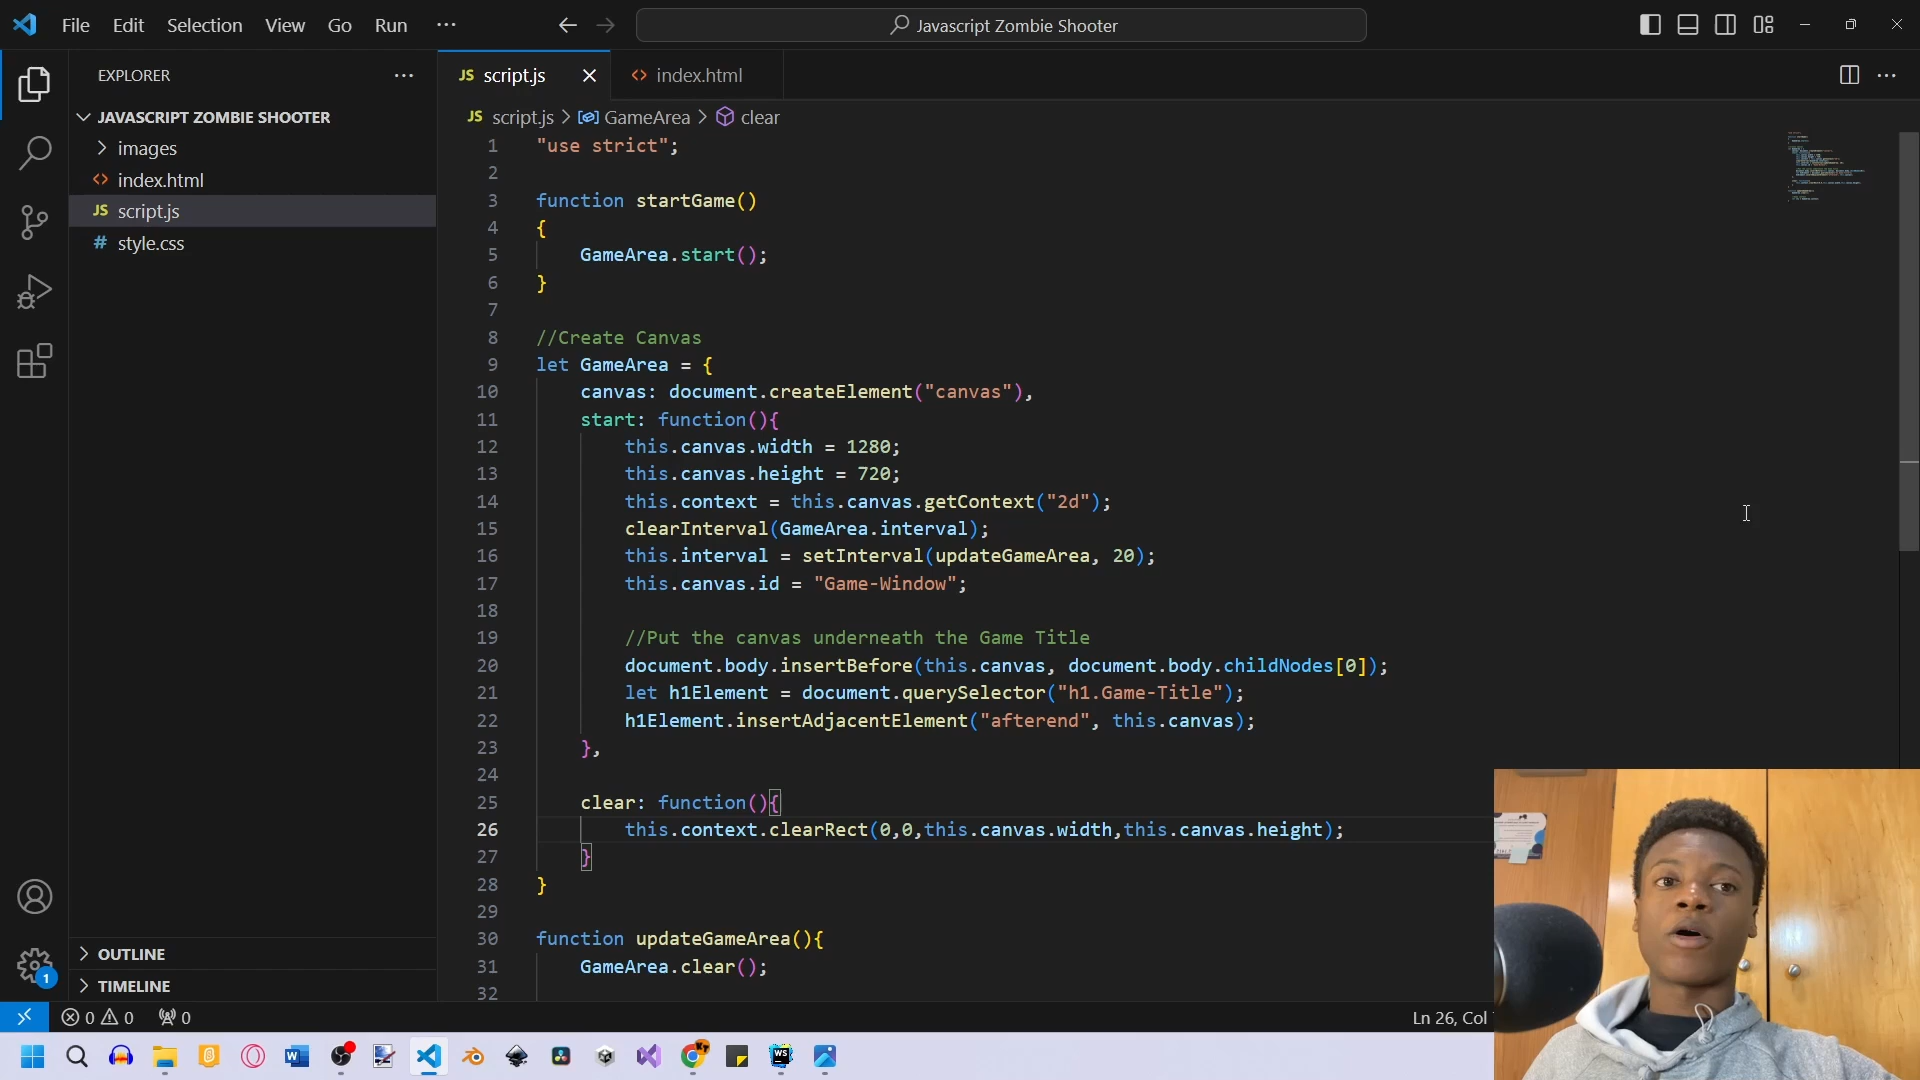 File Edit Selection View Go Run ···
Javascript Zombie Shooter
EXPLORER ···
JS script.js
<> index.html
JAVASCRIPT ZOMBIE SHOOTER
images
<> index.html
JS script.js
# style.css
OUTLINE
TIMELINE
JS script.js > GameArea > clear
1 "use strict";
2
3 function startGame()
4 {
5 GameArea.start();
6 }
7
8 //Create Canvas
9 let GameArea = {
10 canvas: document.createElement("canvas"),
11 start: function(){
12 this.canvas.width = 1280;
13 this.canvas.height = 720;
14 this.context = this.canvas.getContext("2d");
15 clearInterval(GameArea.interval);
16 this.interval = setInterval(updateGameArea, 20);
17 this.canvas.id = "Game-Window";
18
19 //Put the canvas underneath the Game Title
20 document.body.insertBefore(this.canvas, document.body.childNodes[0]);
21 let h1Element = document.querySelector("h1.Game-Title");
22 h1Element.insertAdjacentElement("afterend", this.canvas);
23 },
24
25 clear: function(){
26 this.context.clearRect(0,0,this.canvas.width,this.canvas.height);
27 }
28 }
29
30 function updateGameArea(){
31 GameArea.clear();
32
1
0 0 0
Ln 26, Col
W
WS